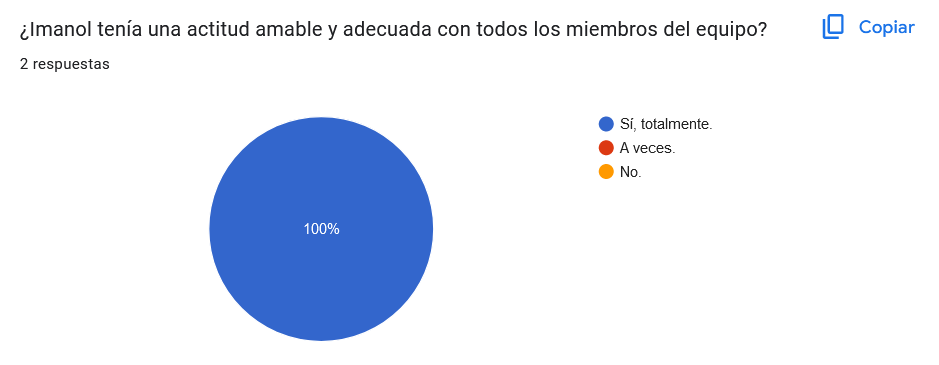 ¿Imanol tenía una actitud amable y adecuada con todos los miembros del equipo?
Copiar
2 respuestas
Sí, totalmente.
A veces.
No.
100%